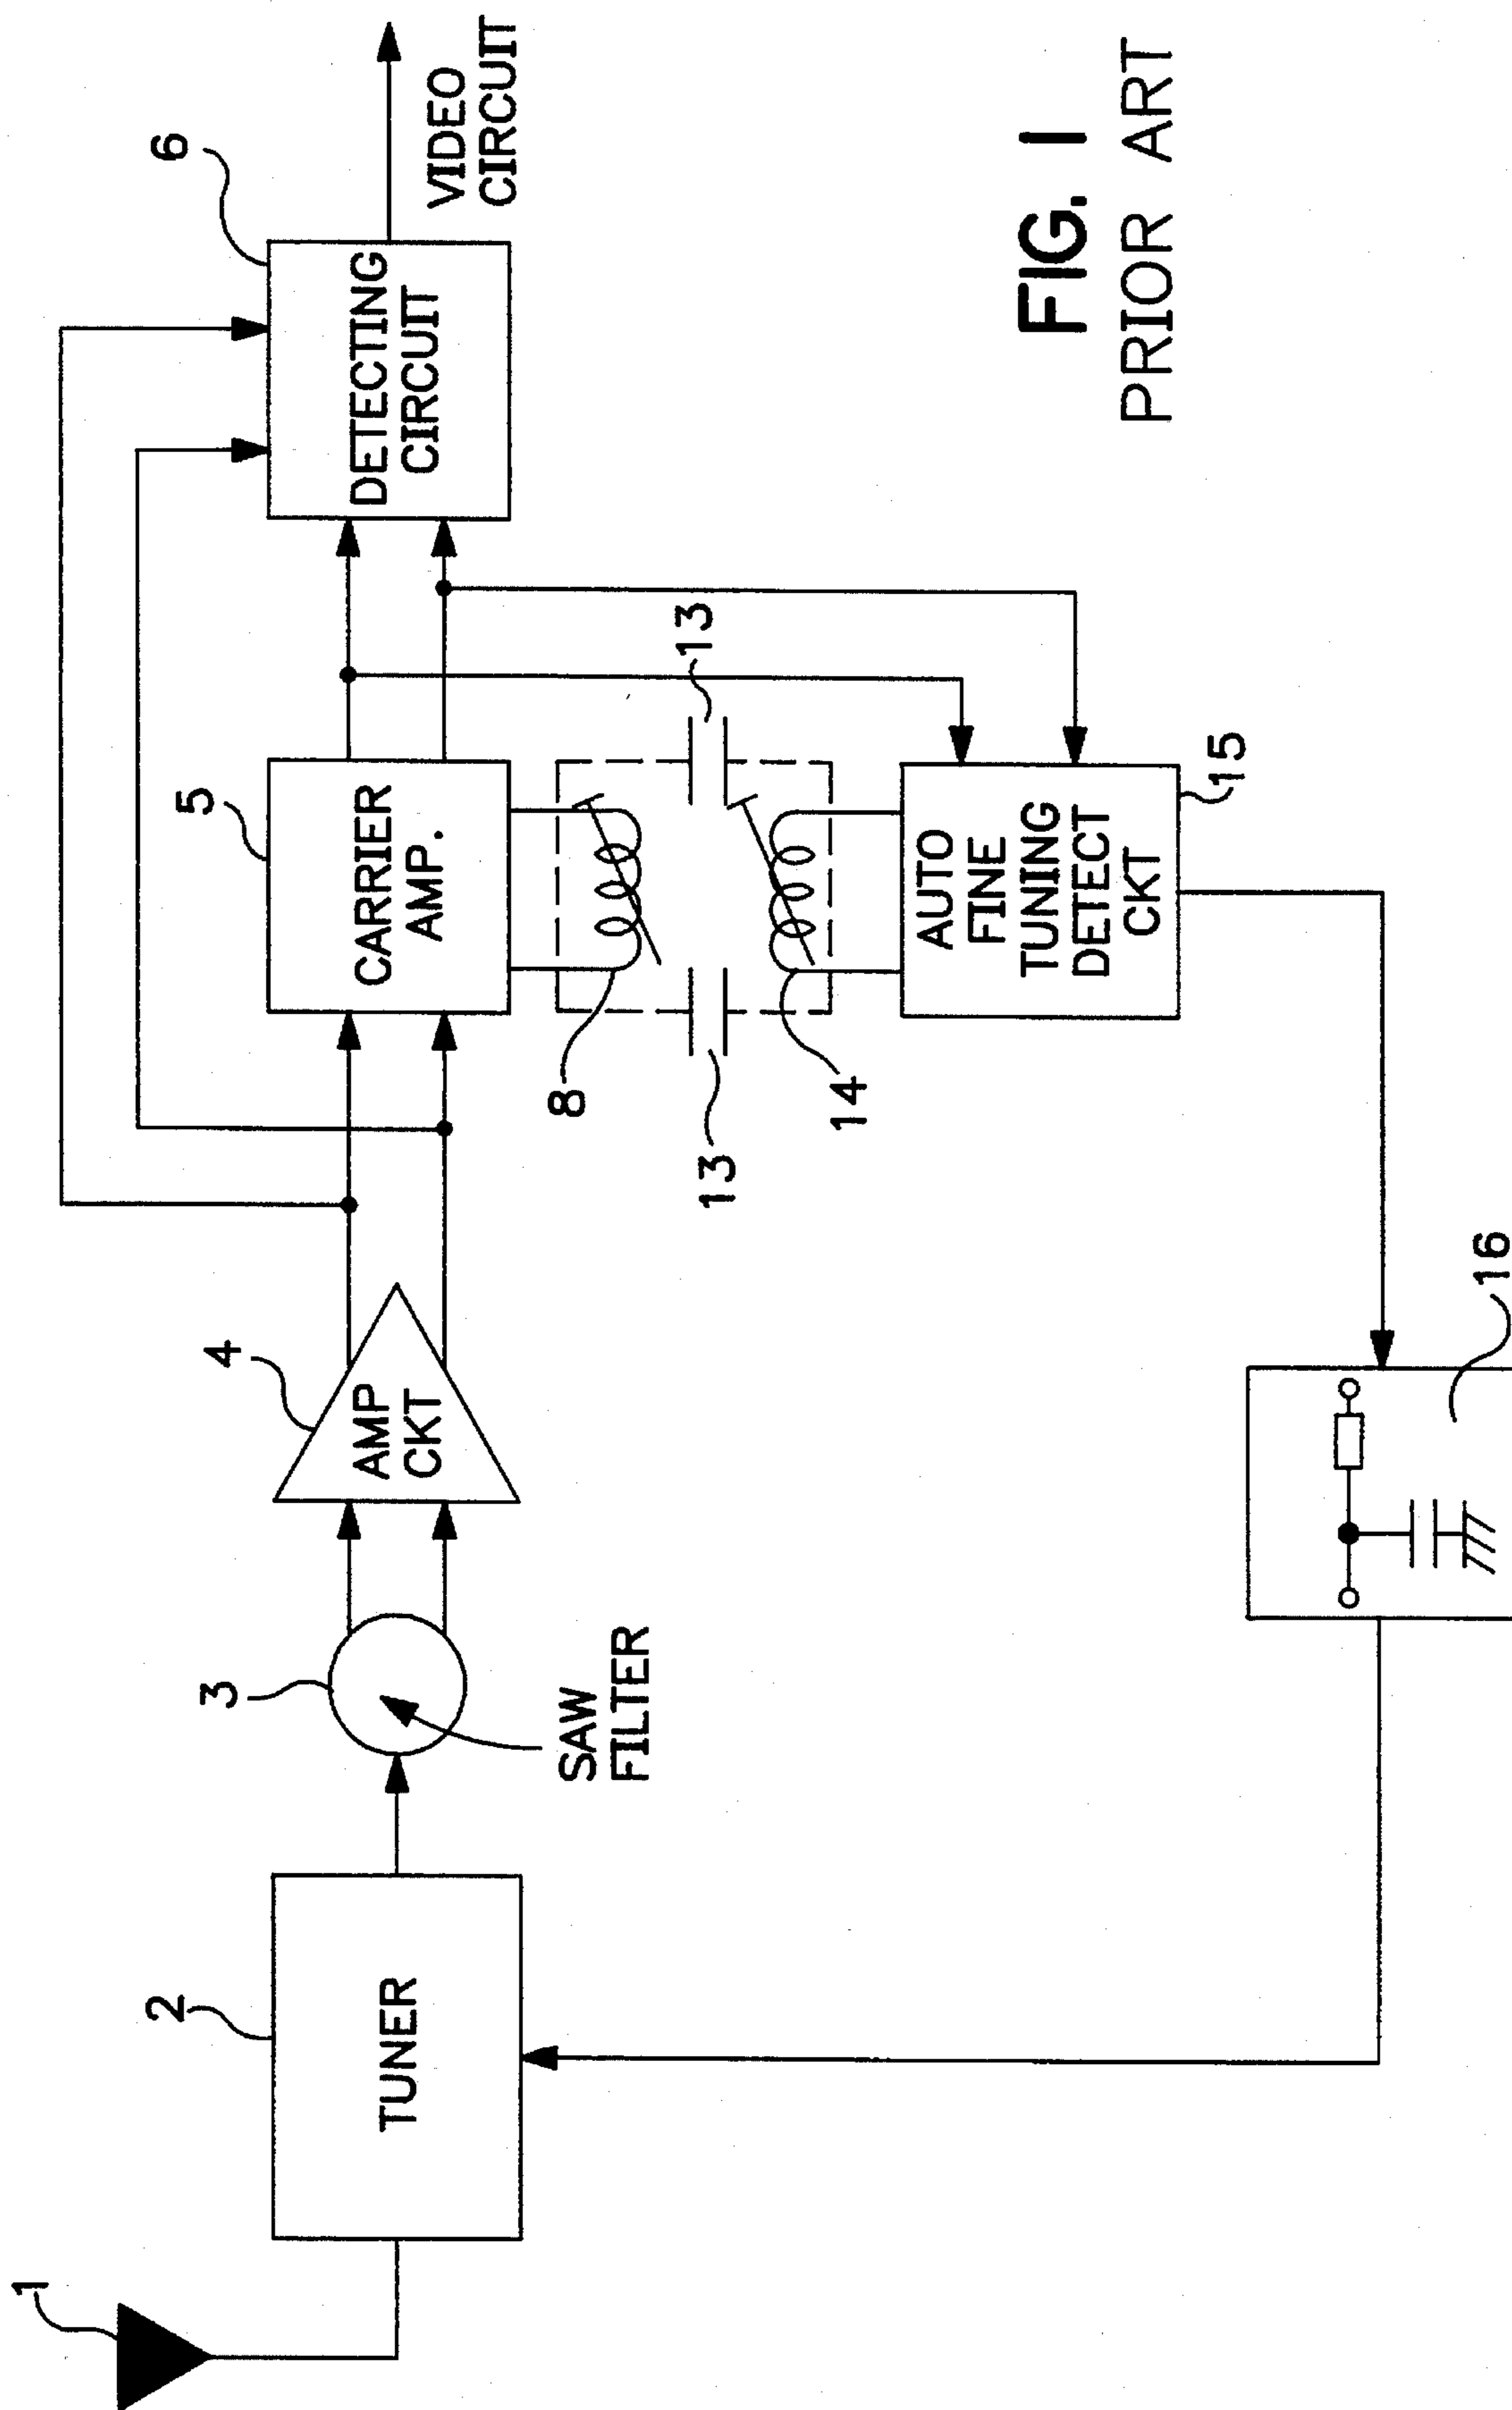 1
2
TUNER
3
SAW
FILTER
4
AMP
CKT
5
CARRIER
AMP.
6
DETECTING
CIRCUIT
VIDEO
CIRCUIT
8
13
13
14
AUTO
FINE
TUNING
DETECT
CKT
15
16
FIG. 1
PRIOR ART